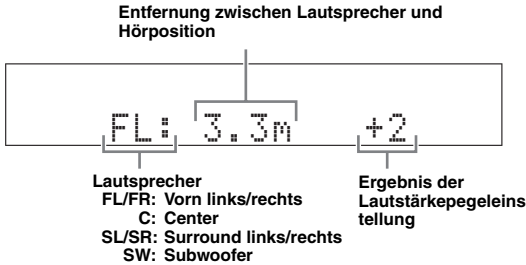 Entfernung zwischen Lautsprecher und
Hörposition
FL: 3.3m +2
Lautsprecher
FL/FR: Vorn links/rechts
C: Center
SL/SR: Surround links/rechts
SW: Subwoofer
Ergebnis der
Lautstärkepegeleins
tellung